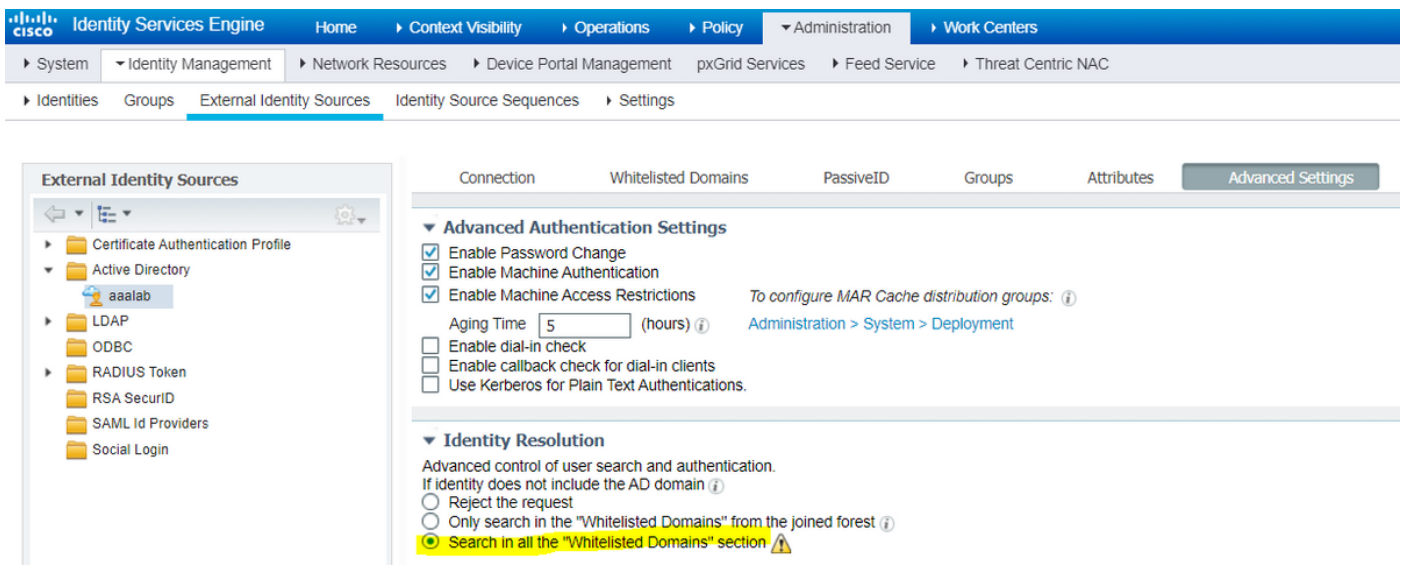 cisco Identity Services Engine Home Context Visibility Operations Policy Administration Work Centers
System Identity Management Network Resources Device Portal Management pxGrid Services Feed Service Threat Centric NAC
Identities Groups External Identity Sources Identity Source Sequences Settings
External Identity Sources
Certificate Authentication Profile
Active Directory
aaalab
LDAP
ODBC
RADIUS Token
RSA SecurID
SAML Id Providers
Social Login
Connection Whitelisted Domains PassiveID Groups Attributes Advanced Settings
Advanced Authentication Settings
Enable Password Change
Enable Machine Authentication
Enable Machine Access Restrictions To configure MAR Cache distribution groups:
Aging Time 5 (hours) Administration > System > Deployment
Enable dial-in check
Enable callback check for dial-in clients
Use Kerberos for Plain Text Authentications.
Identity Resolution
Advanced control of user search and authentication.
If identity does not include the AD domain
Reject the request
Only search in the "Whitelisted Domains" from the joined forest
Search in all the "Whitelisted Domains" section